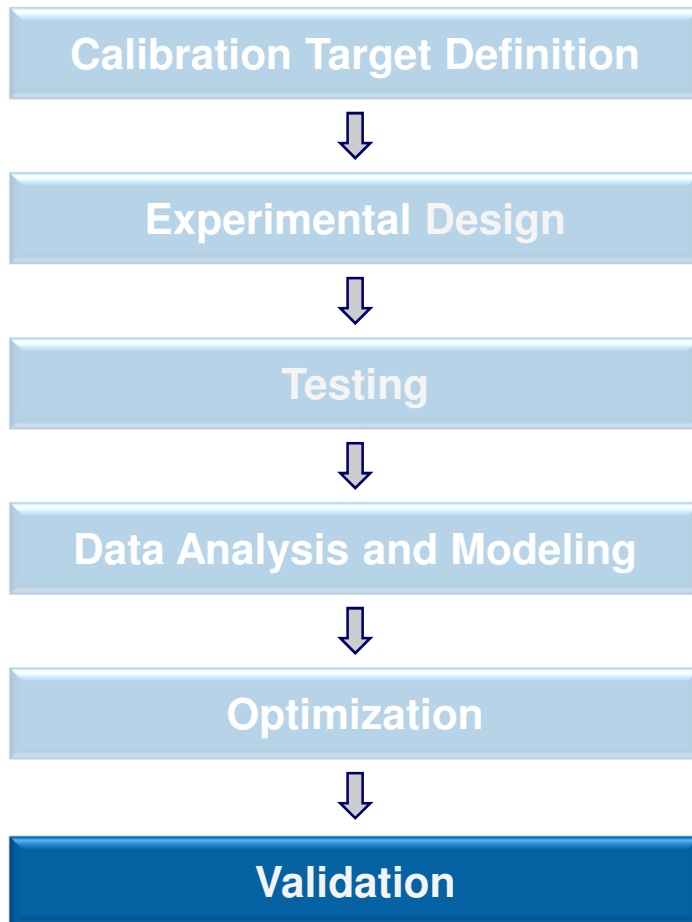 Calibration Target Definition
Experimental Design
Testing
Data Analysis and Modeling
Optimization
Validation